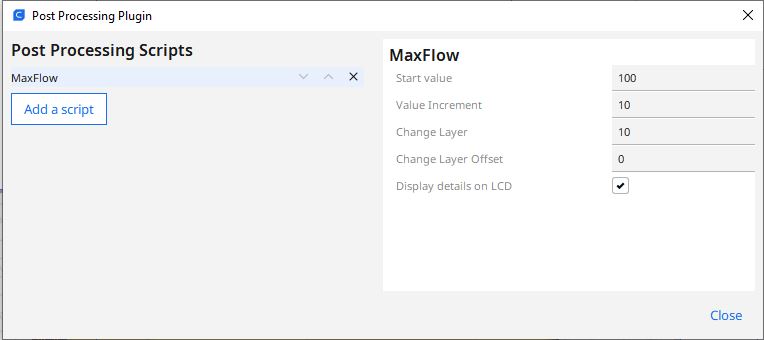 Post Processing Plugin
Post Processing Scripts
MaxFlow
Add a script
MaxFlow
Start value 100
Value Increment 10
Change Layer 10
Change Layer Offset 0
Display details on LCD
Close